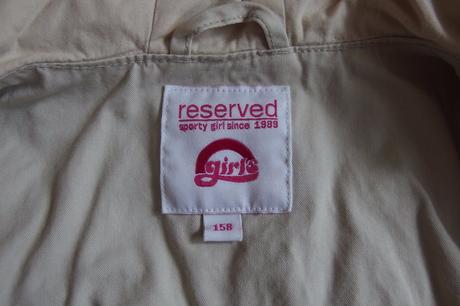 reserved
sporty girl since 1989
girls
158